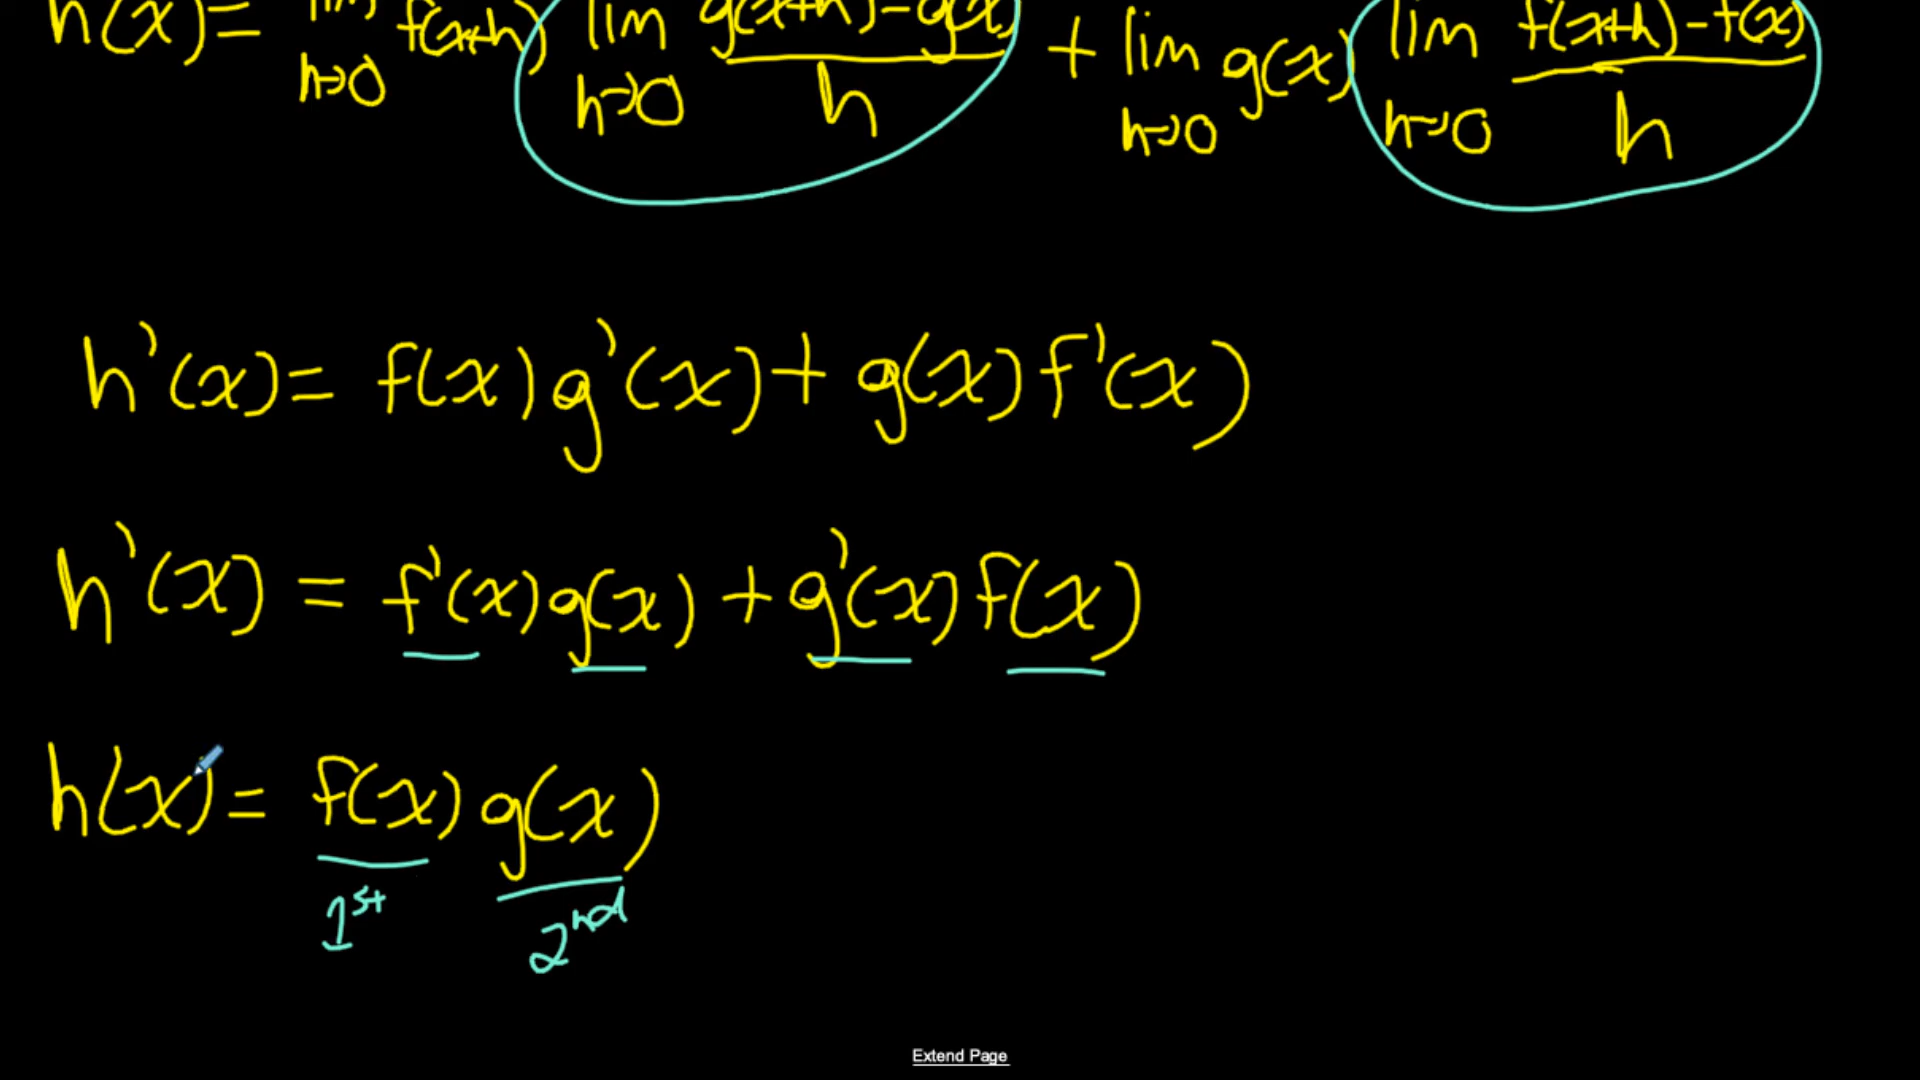 h(x) = lim h→0 f(x+h) lim h→0 g(x+h)-g(x) / h + lim h→0 g(x) lim h→0 f(x+h)-f(x) / h
h'(x) = f(x) g'(x) + g(x) f'(x)
h'(x) = f'(x) g(x) + g'(x) f(x)
h(x) = f(x) g(x)
1st 2nd
Extend Page